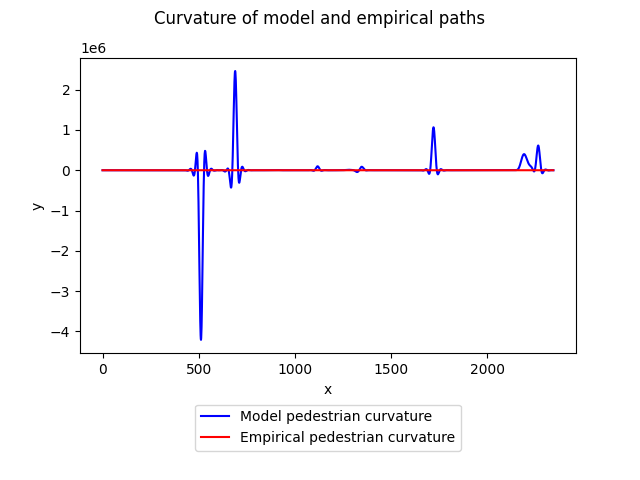 Curvature of model and empirical paths
1e6
2
1
0
−1
−2
−3
−4
y
0 500 1000 1500 2000
x
Model pedestrian curvature
Empirical pedestrian curvature